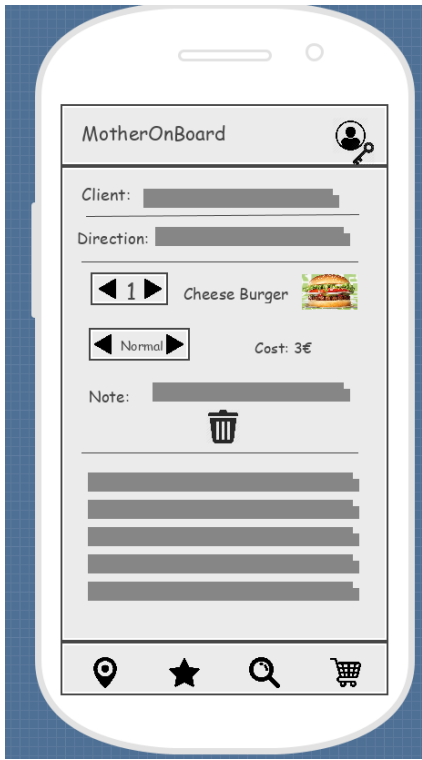 MotherOnBoard
Client:
Direction:
1 Cheese Burger
Normal Cost: 3€
Note: